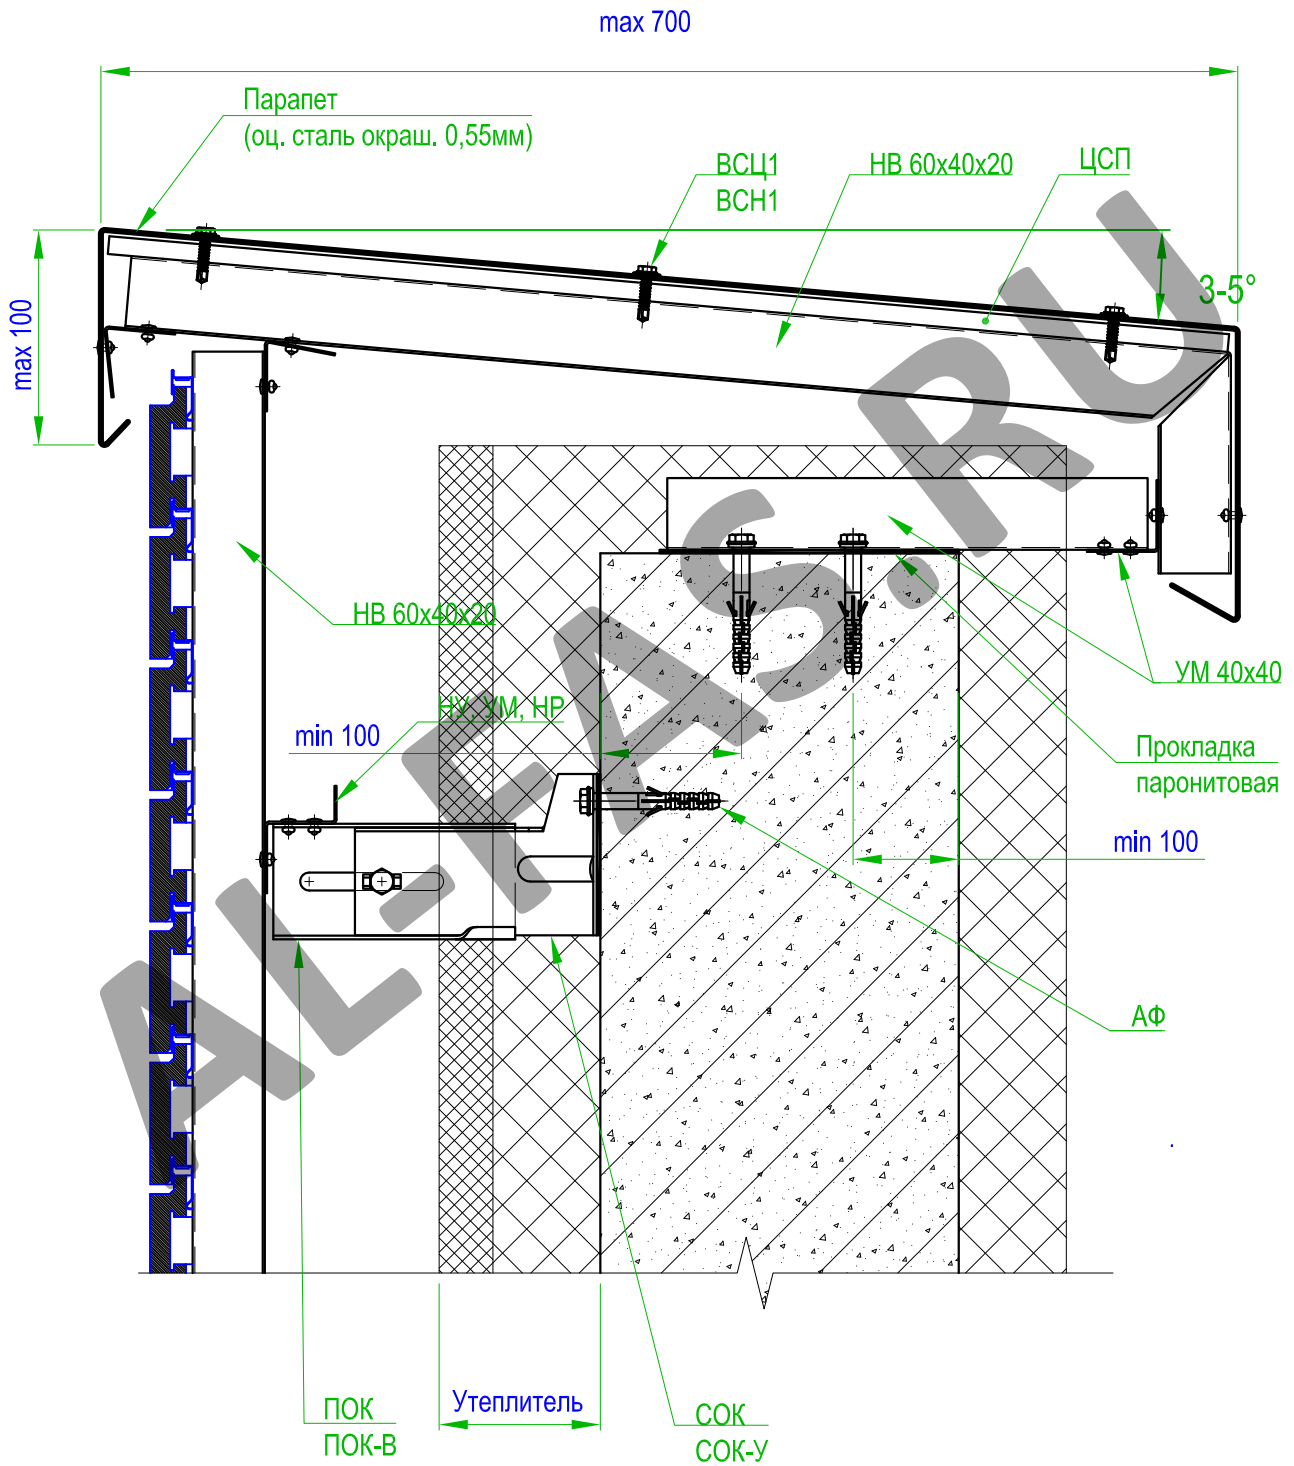 max 700
Парапет
(оц. сталь окраш. 0,55мм)
ВСЦ1
ВСН1
НВ 60х40х20
ЦСП
3-5°
max 100
НВ 60х40х20
УМ 40х40
НУ, УМ, НР
min 100
Прокладка
паронитовая
min 100
АФ
ПОК
ПОК-В
Утеплитель
СОК
СОК-У
AL-FAS.RU